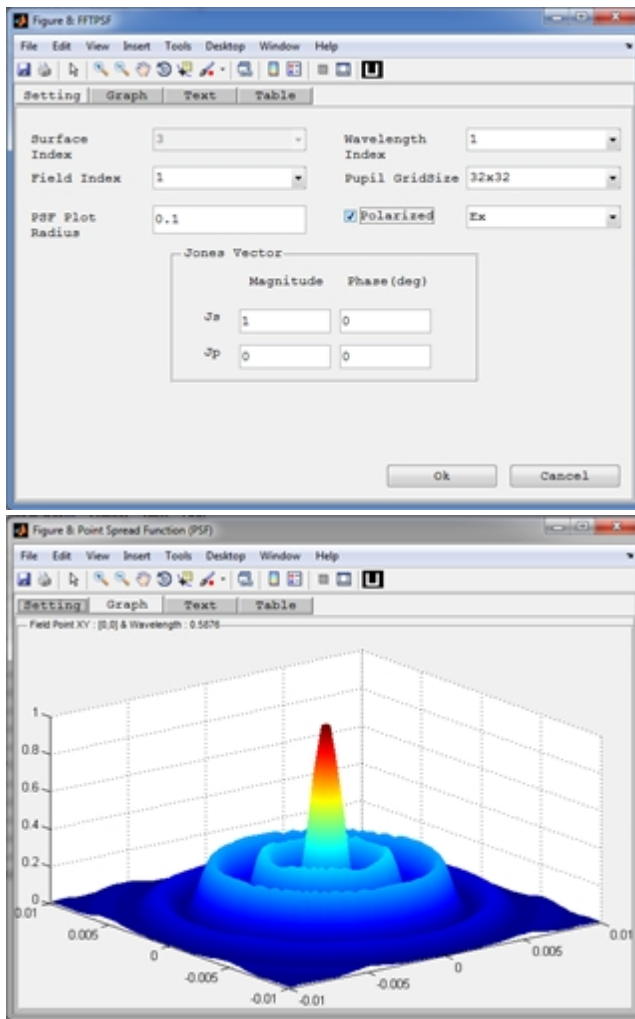 Figure 8: FFTPSF
File Edit View Insert Tools Desktop Window Help
Setting Graph Text Table
Surface Index 3 Wavelength Index 1
Field Index 1 Pupil GridSize 32x32
PSF Plot Radius 0.1 Polarized Ex
Jones Vector
Magnitude Phase(deg)
Js 1 0
Jp 0 0
Ok Cancel
Figure 8: Point Spread Function (PSF)
File Edit View Insert Tools Desktop Window Help
Setting Graph Text Table
Field Point XY : [0,0] & Wavelength : 0.5876
1
0.8
0.6
0.4
0.2
0
0.01 0.01
0.005 0.005
0 0
-0.005 -0.005
-0.01 -0.01